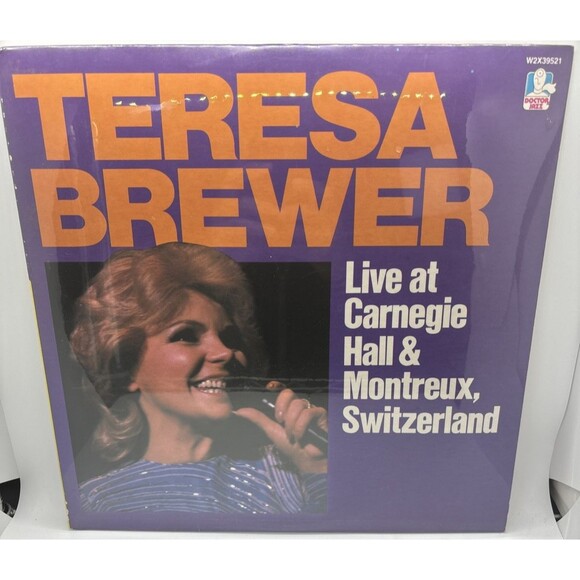 W2X39521
DOCTOR
JAZZ
TERESA
BREWER
Live at
Carnegie
Hall &
Montreux,
Switzerland